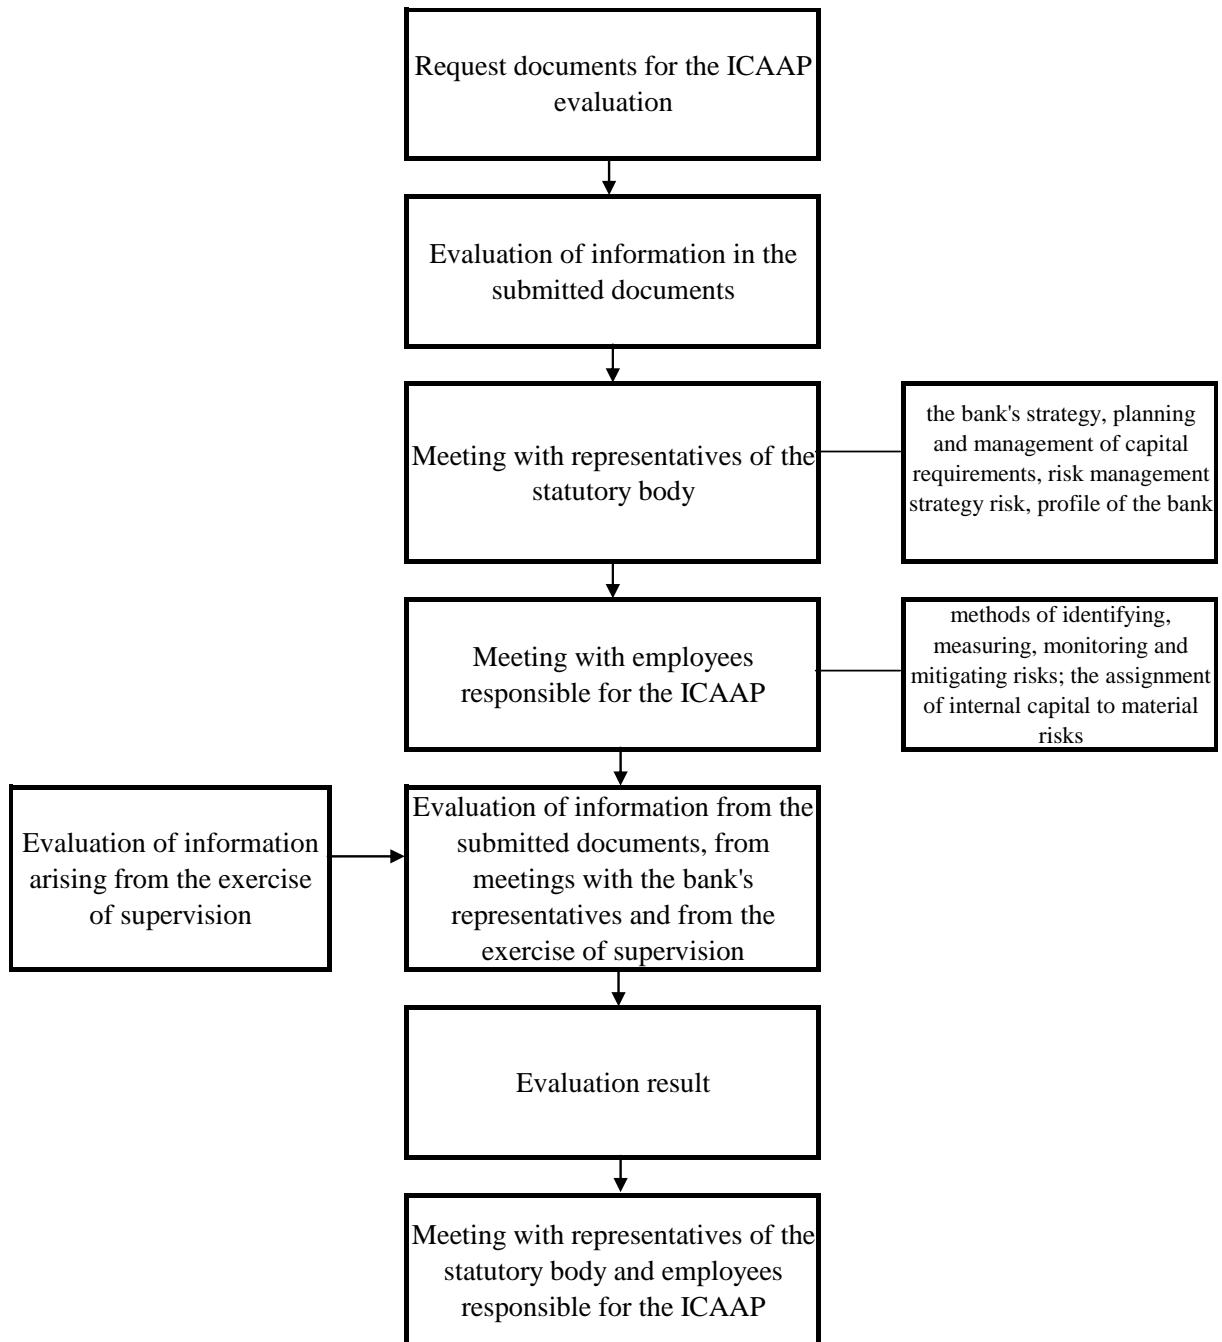 Request documents for the ICAAP
evaluation
Evaluation of information in the
submitted documents
Meeting with representatives of the
statutory body
the bank's strategy, planning
and management of capital
requirements, risk management
strategy risk, profile of the bank
Meeting with employees
responsible for the ICAAP
methods of identifying,
measuring, monitoring and
mitigating risks; the assignment
of internal capital to material
risks
Evaluation of information
arising from the exercise
of supervision
Evaluation of information from the
submitted documents, from
meetings with the bank's
representatives and from the
exercise of supervision
Evaluation result
Meeting with representatives of the
statutory body and employees
responsible for the ICAAP